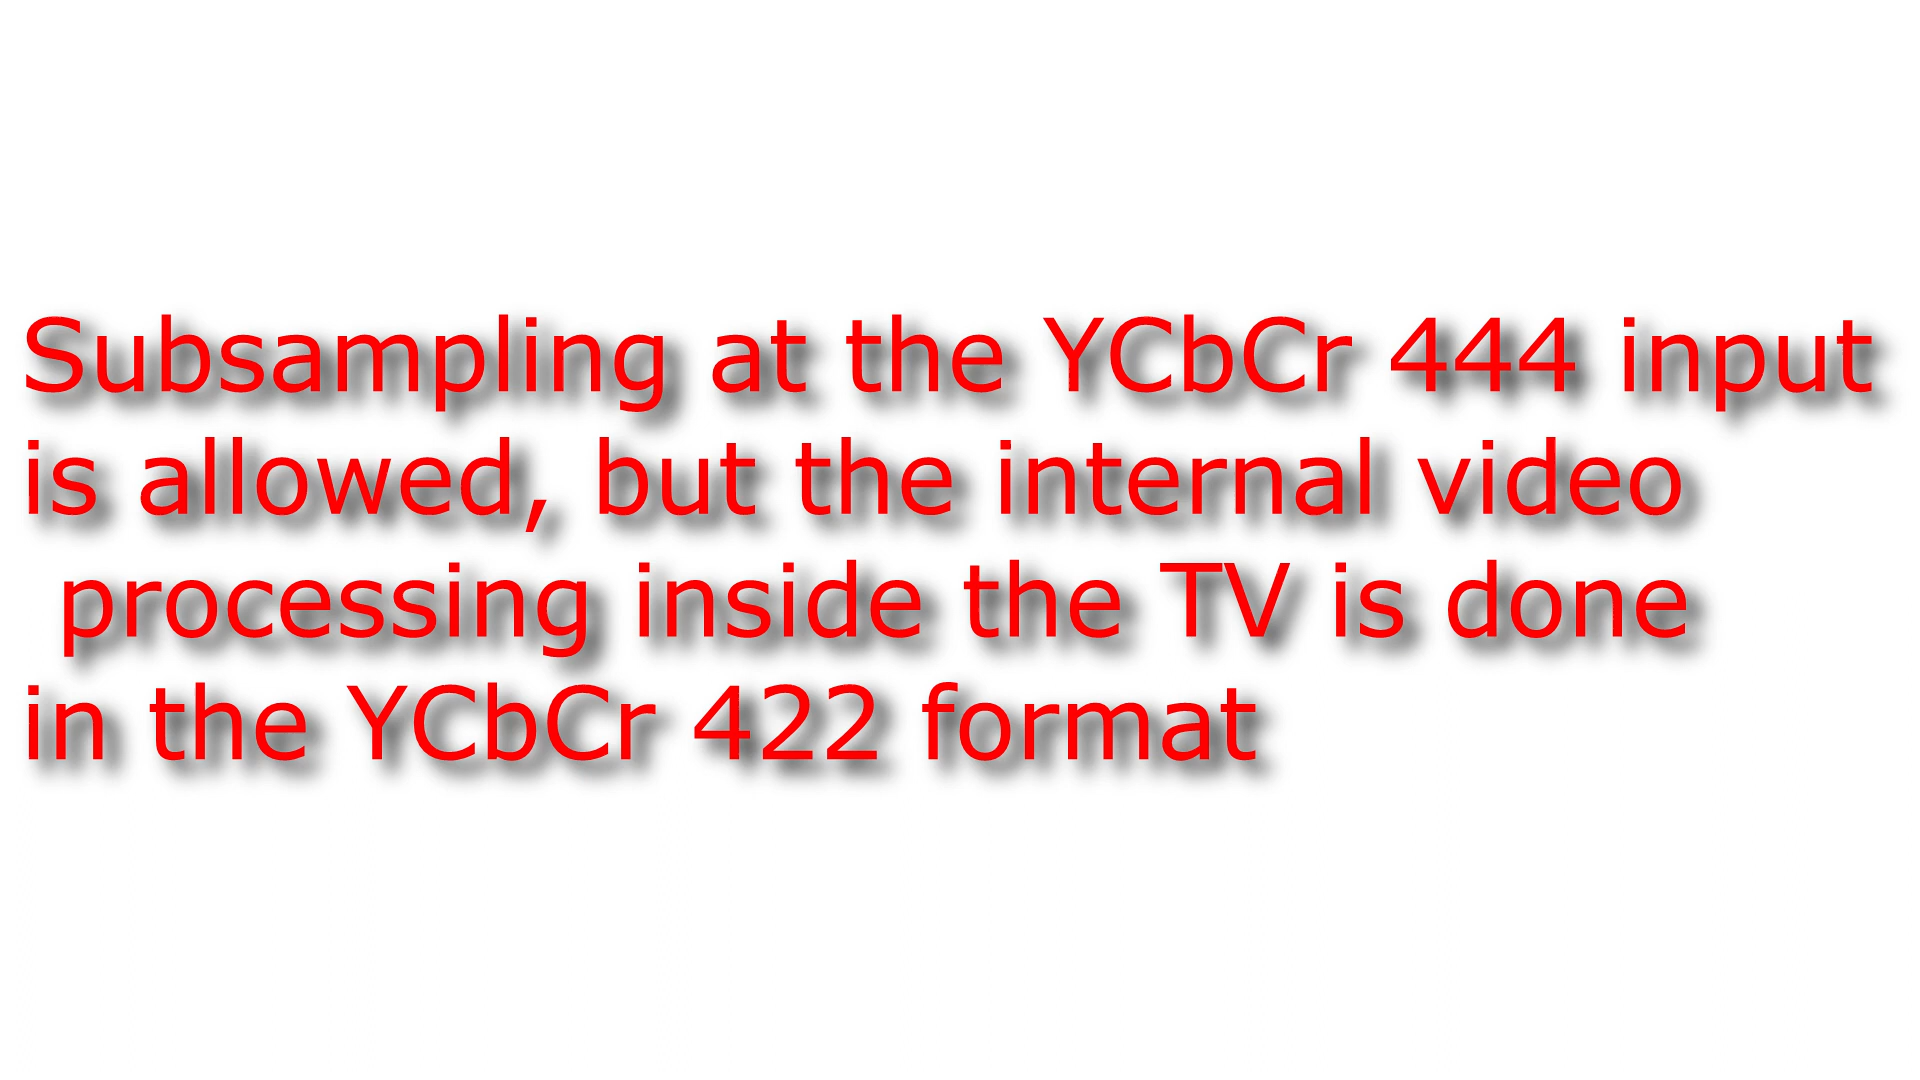 Subsampling at the YCbCr 444 input
is allowed, but the internal video
processing inside the TV is done
in the YCbCr 422 format